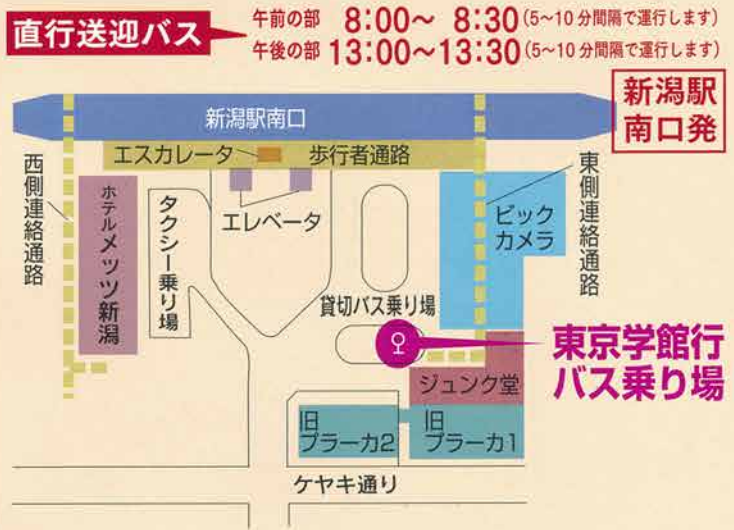 直行送迎バス
午前の部 8:00～ 8:30(5～10分間隔で運行します)
午後の部 13:00～13:30(5～10分間隔で運行します)
新潟駅
南口発
新潟駅南口
エスカレータ
歩行者通路
西側連絡通路
ホテルメッツ新潟
タクシー乗り場
エレベータ
ビック
カメラ
東側連絡通路
貸切バス乗り場
東京学館行
バス乗り場
ジュンク堂
旧
プラーカ2
旧
プラーカ1
ケヤキ通り